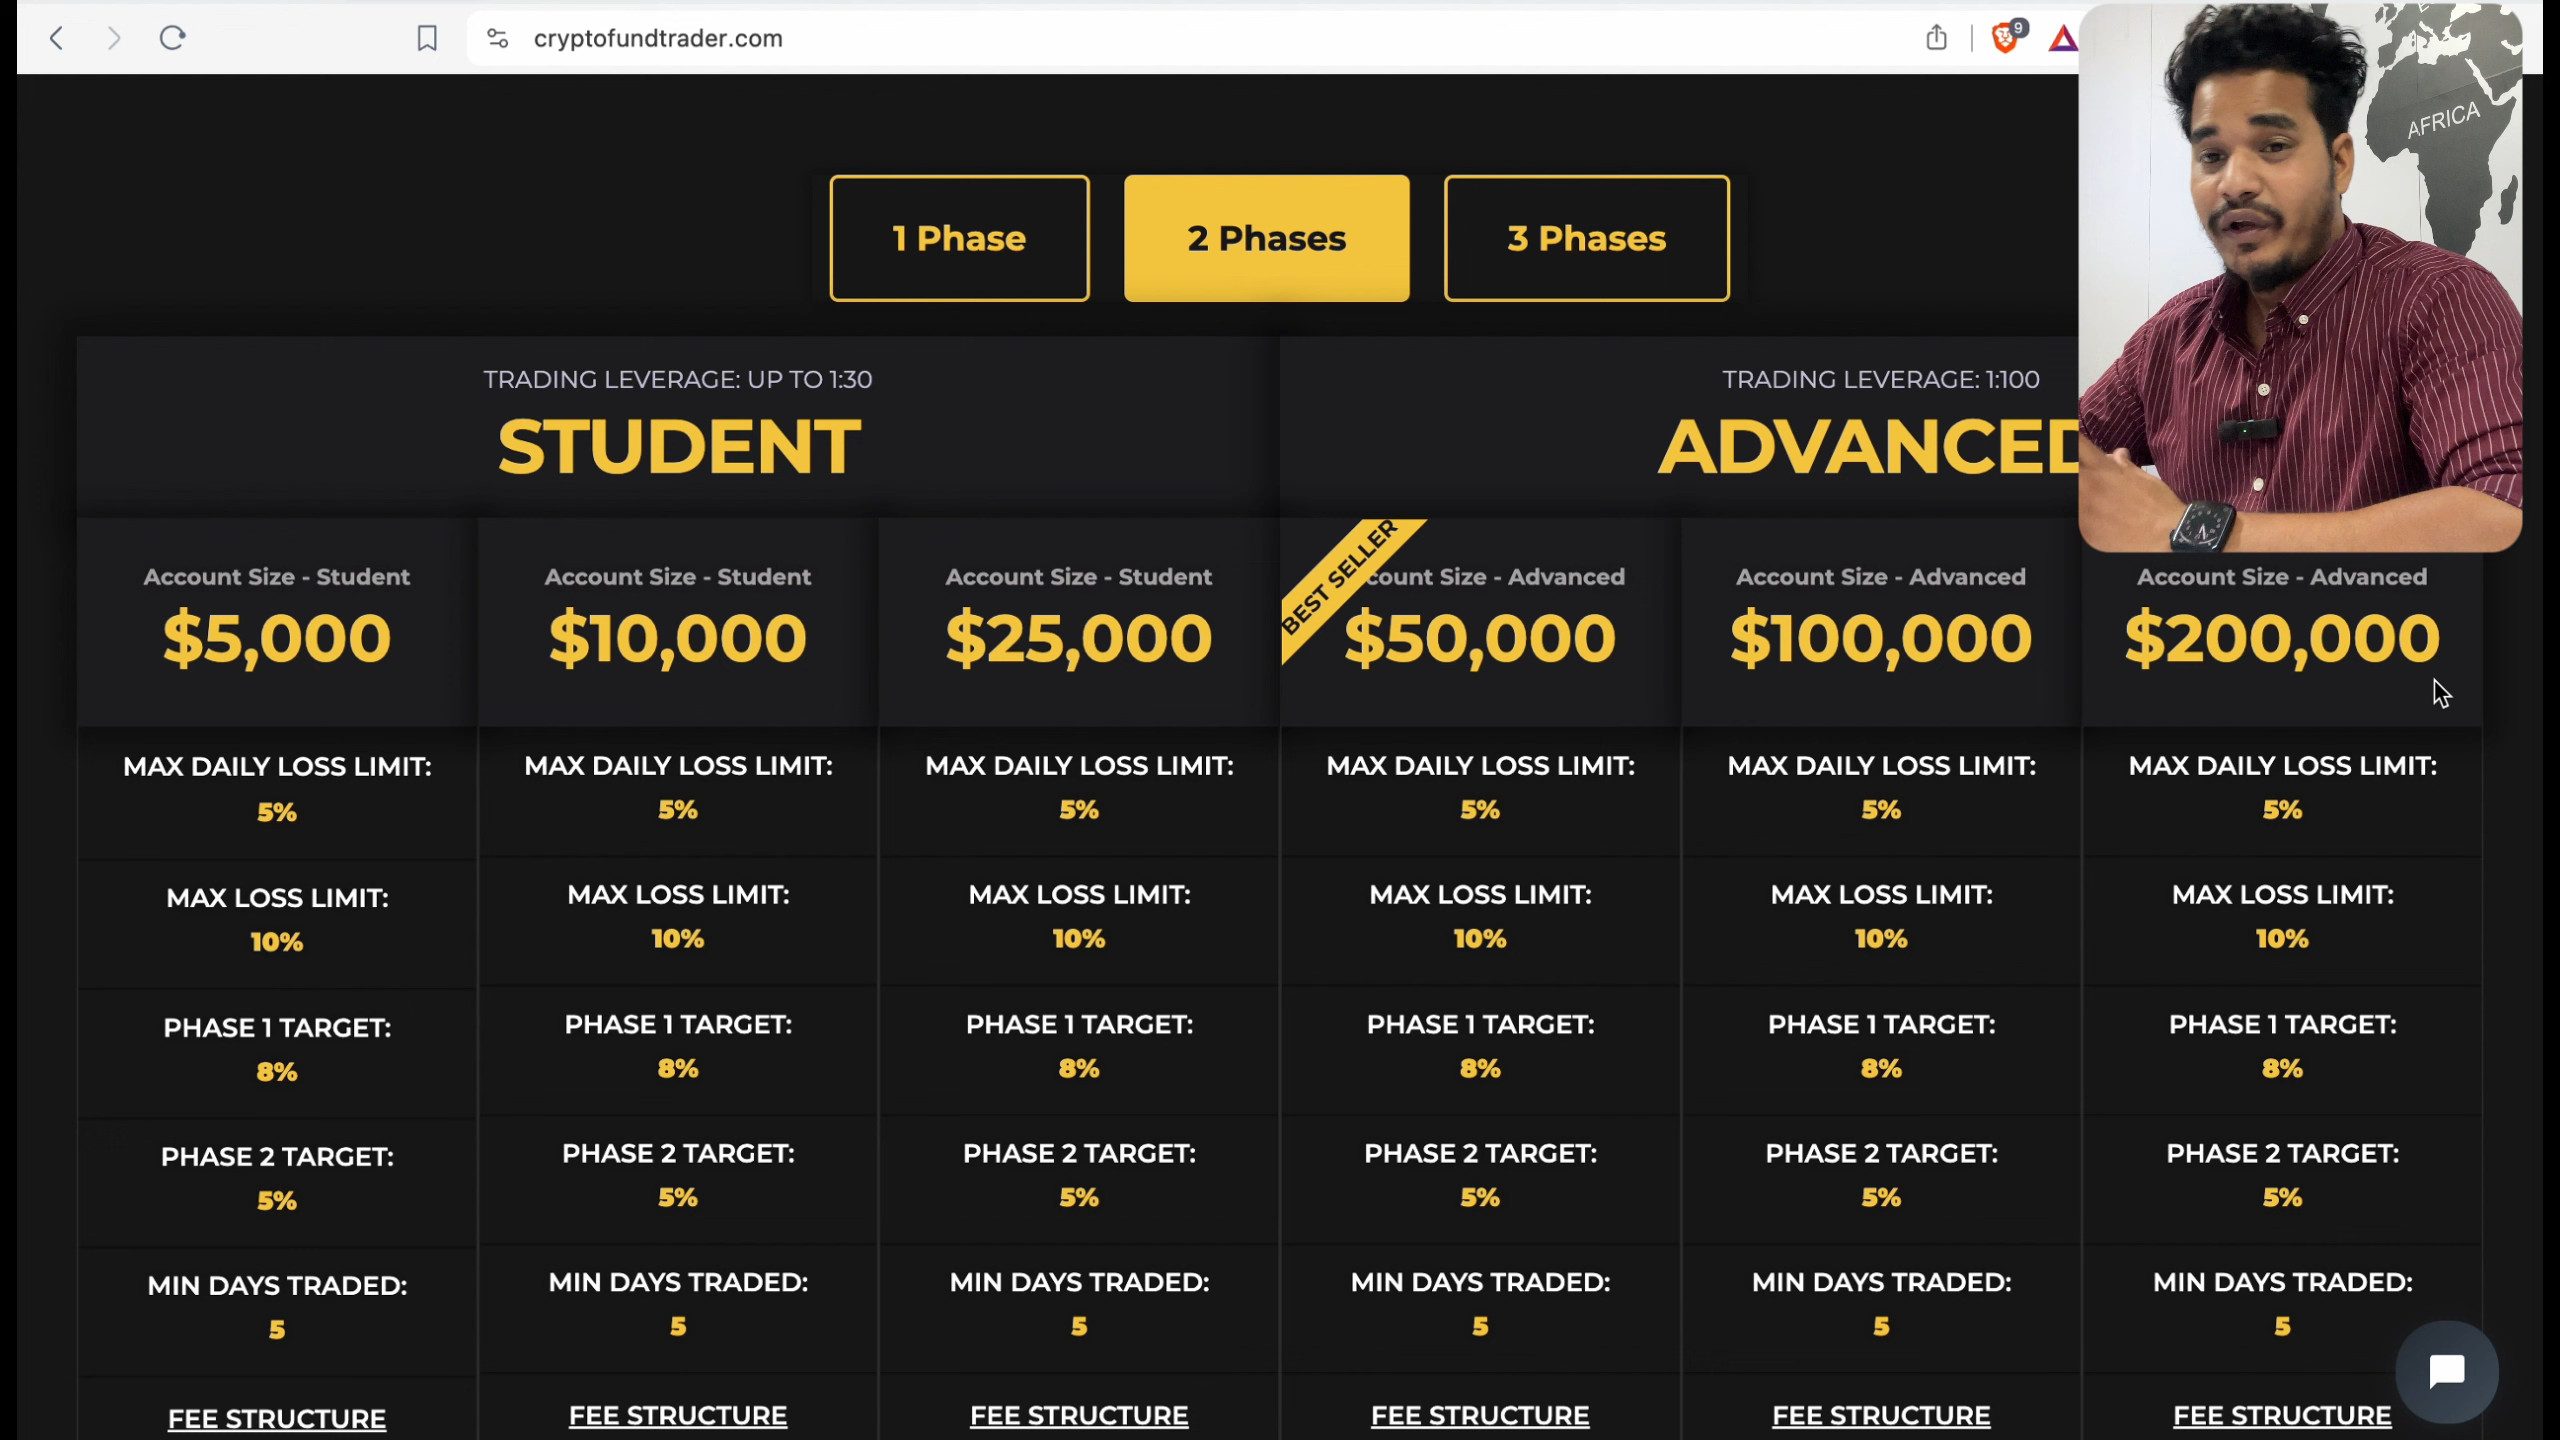 cryptofundtrader.com
9
AFRICA
1 Phase
2 Phases
3 Phases
TRADING LEVERAGE: UP TO 1:30
STUDENT
TRADING LEVERAGE: 1:100
ADVANCED
Account Size - Student
$5,000
MAX DAILY LOSS LIMIT:
5%
MAX LOSS LIMIT:
10%
PHASE 1 TARGET:
8%
PHASE 2 TARGET:
5%
MIN DAYS TRADED:
5
FEE STRUCTURE
Account Size - Student
$10,000
MAX DAILY LOSS LIMIT:
5%
MAX LOSS LIMIT:
10%
PHASE 1 TARGET:
8%
PHASE 2 TARGET:
5%
MIN DAYS TRADED:
5
FEE STRUCTURE
Account Size - Student
$25,000
MAX DAILY LOSS LIMIT:
5%
MAX LOSS LIMIT:
10%
PHASE 1 TARGET:
8%
PHASE 2 TARGET:
5%
MIN DAYS TRADED:
5
FEE STRUCTURE
BEST SELLER
count Size - Advanced
$50,000
MAX DAILY LOSS LIMIT:
5%
MAX LOSS LIMIT:
10%
PHASE 1 TARGET:
8%
PHASE 2 TARGET:
5%
MIN DAYS TRADED:
5
FEE STRUCTURE
Account Size - Advanced
$100,000
MAX DAILY LOSS LIMIT:
5%
MAX LOSS LIMIT:
10%
PHASE 1 TARGET:
8%
PHASE 2 TARGET:
5%
MIN DAYS TRADED:
5
FEE STRUCTURE
Account Size - Advanced
$200,000
MAX DAILY LOSS LIMIT:
5%
MAX LOSS LIMIT:
10%
PHASE 1 TARGET:
8%
PHASE 2 TARGET:
5%
MIN DAYS TRADED:
5
FEE STRUCTURE